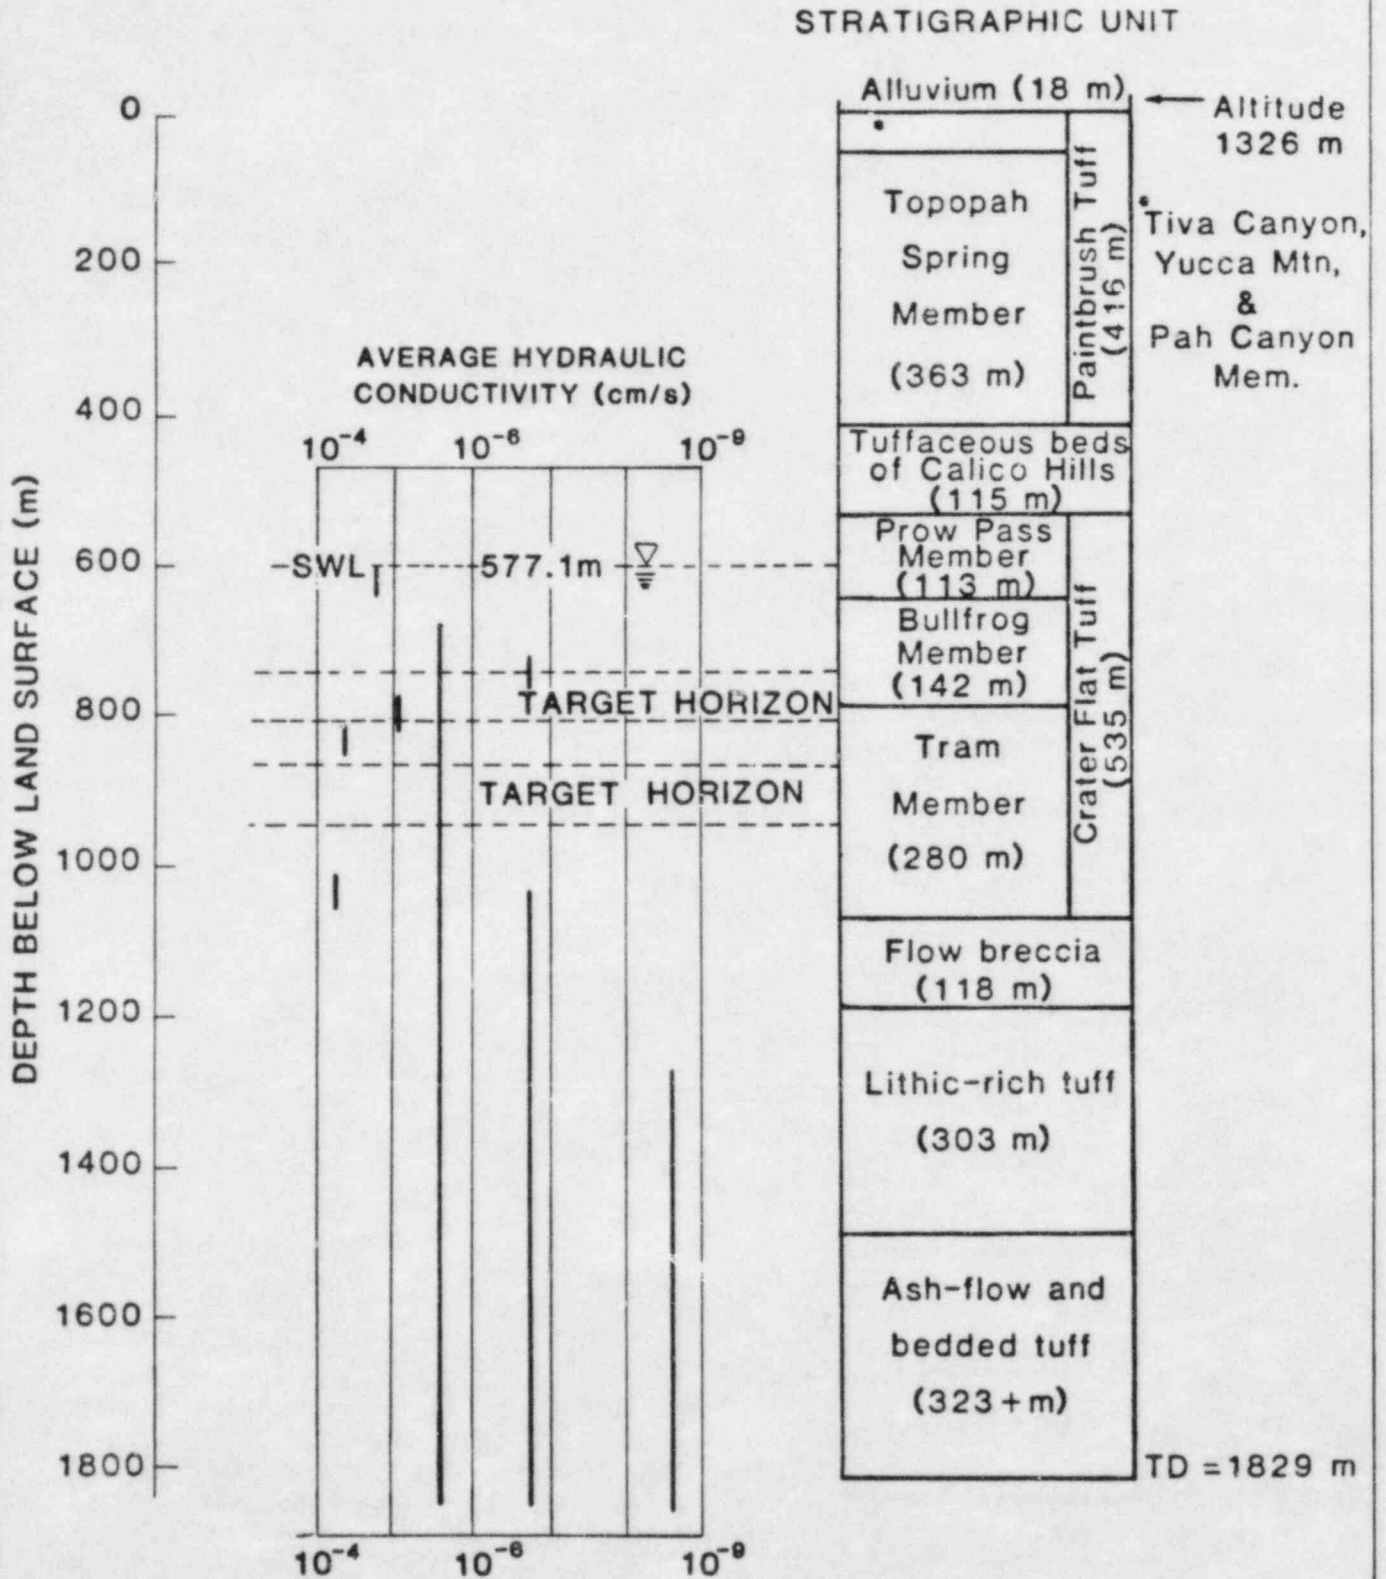 STRATIGRAPHIC UNIT
Alluvium (18 m)
Altitude
1326 m
Topopah
Spring
Member
(363 m)
Paintbrush Tuff
(416 m)
Tiva Canyon,
Yucca Mtn,
&
Pah Canyon
Mem.
Tuffaceous beds
of Calico Hills
(115 m)
Prow Pass
Member
(113 m)
Bullfrog
Member
(142 m)
Tram
Member
(280 m)
Crater Flat Tuff
(535 m)
Flow breccia
(118 m)
Lithic-rich tuff
(303 m)
Ash-flow and
bedded tuff
(323+m)
TD = 1829 m
DEPTH BELOW LAND SURFACE (m)
0
200
400
600
800
1000
1200
1400
1600
1800
AVERAGE HYDRAULIC
CONDUCTIVITY (cm/s)
10⁻⁴ 10⁻⁶ 10⁻⁹
SWL 577.1m
TARGET HORIZON
TARGET HORIZON
10⁻⁴ 10⁻⁶ 10⁻⁹